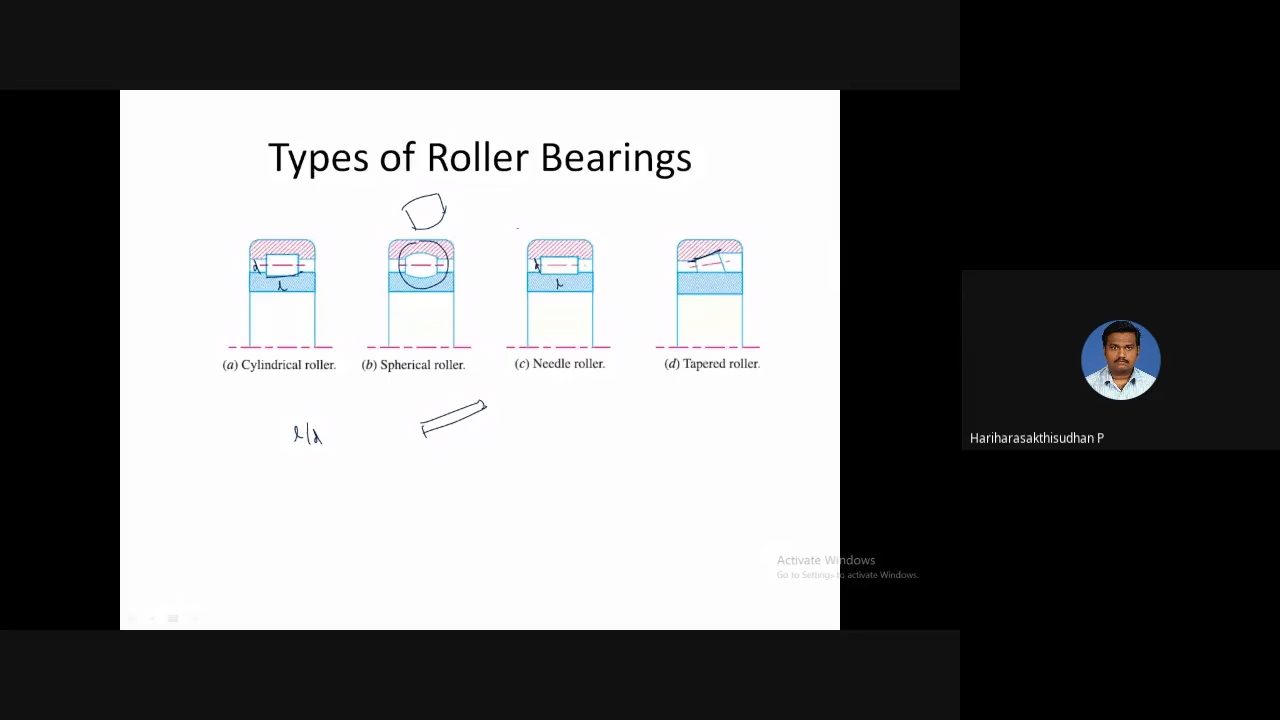 Types of Roller Bearings
d
l
d
l
(a) Cylindrical roller.
(b) Spherical roller.
(c) Needle roller.
(d) Tapered roller.
l/d
Hariharasakthisudhan P
Activate Windows
Go to Settings to activate Windows.